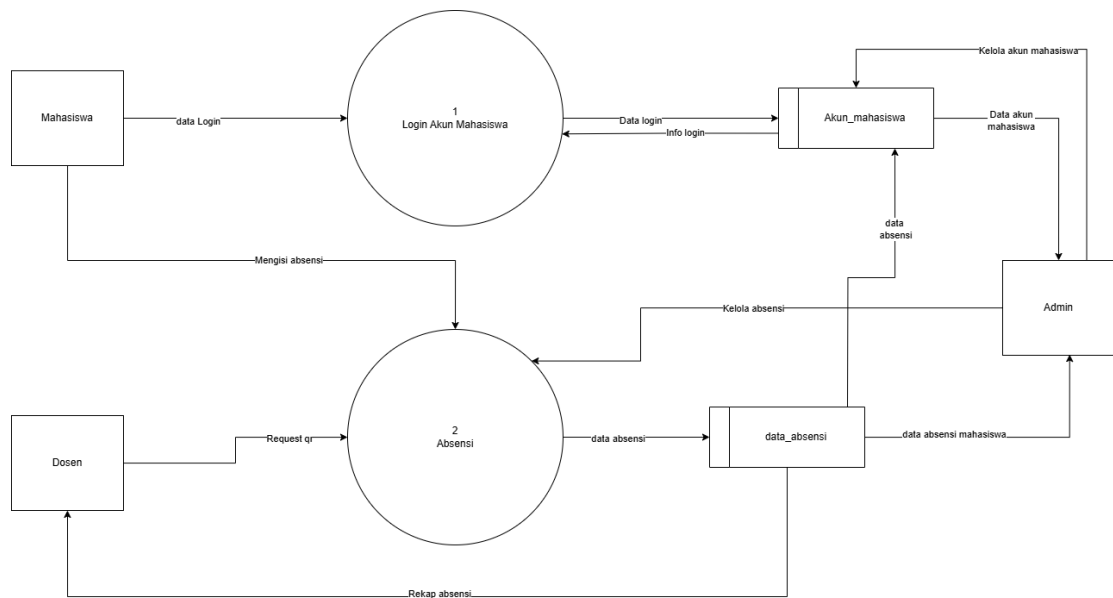 Kelola akun mahasiswa
Mahasiswa
data Login
1
Login Akun Mahasiswa
Data login
Info login
Akun_mahasiswa
Data akun
mahasiswa
data
absensi
Mengisi absensi
Kelola absensi
Admin
Dosen
Request qr
2
Absensi
data absensi
data_absensi
data absensi mahasiswa
Rekap absensi